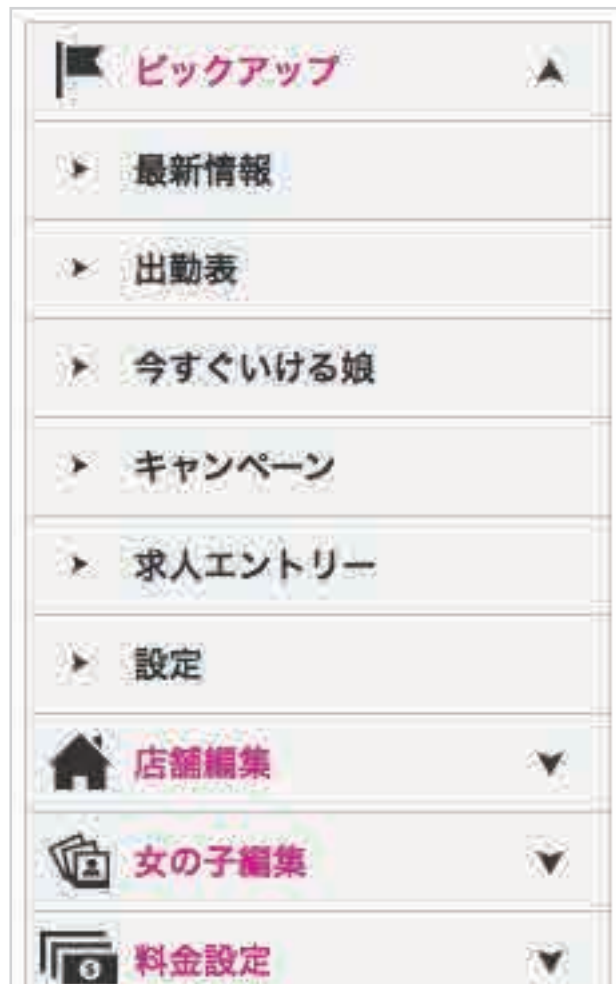 ピックアップ
最新情報
出勤表
今すぐいける娘
キャンペーン
求人エントリー
設定
店舗編集
女の子編集
料金設定